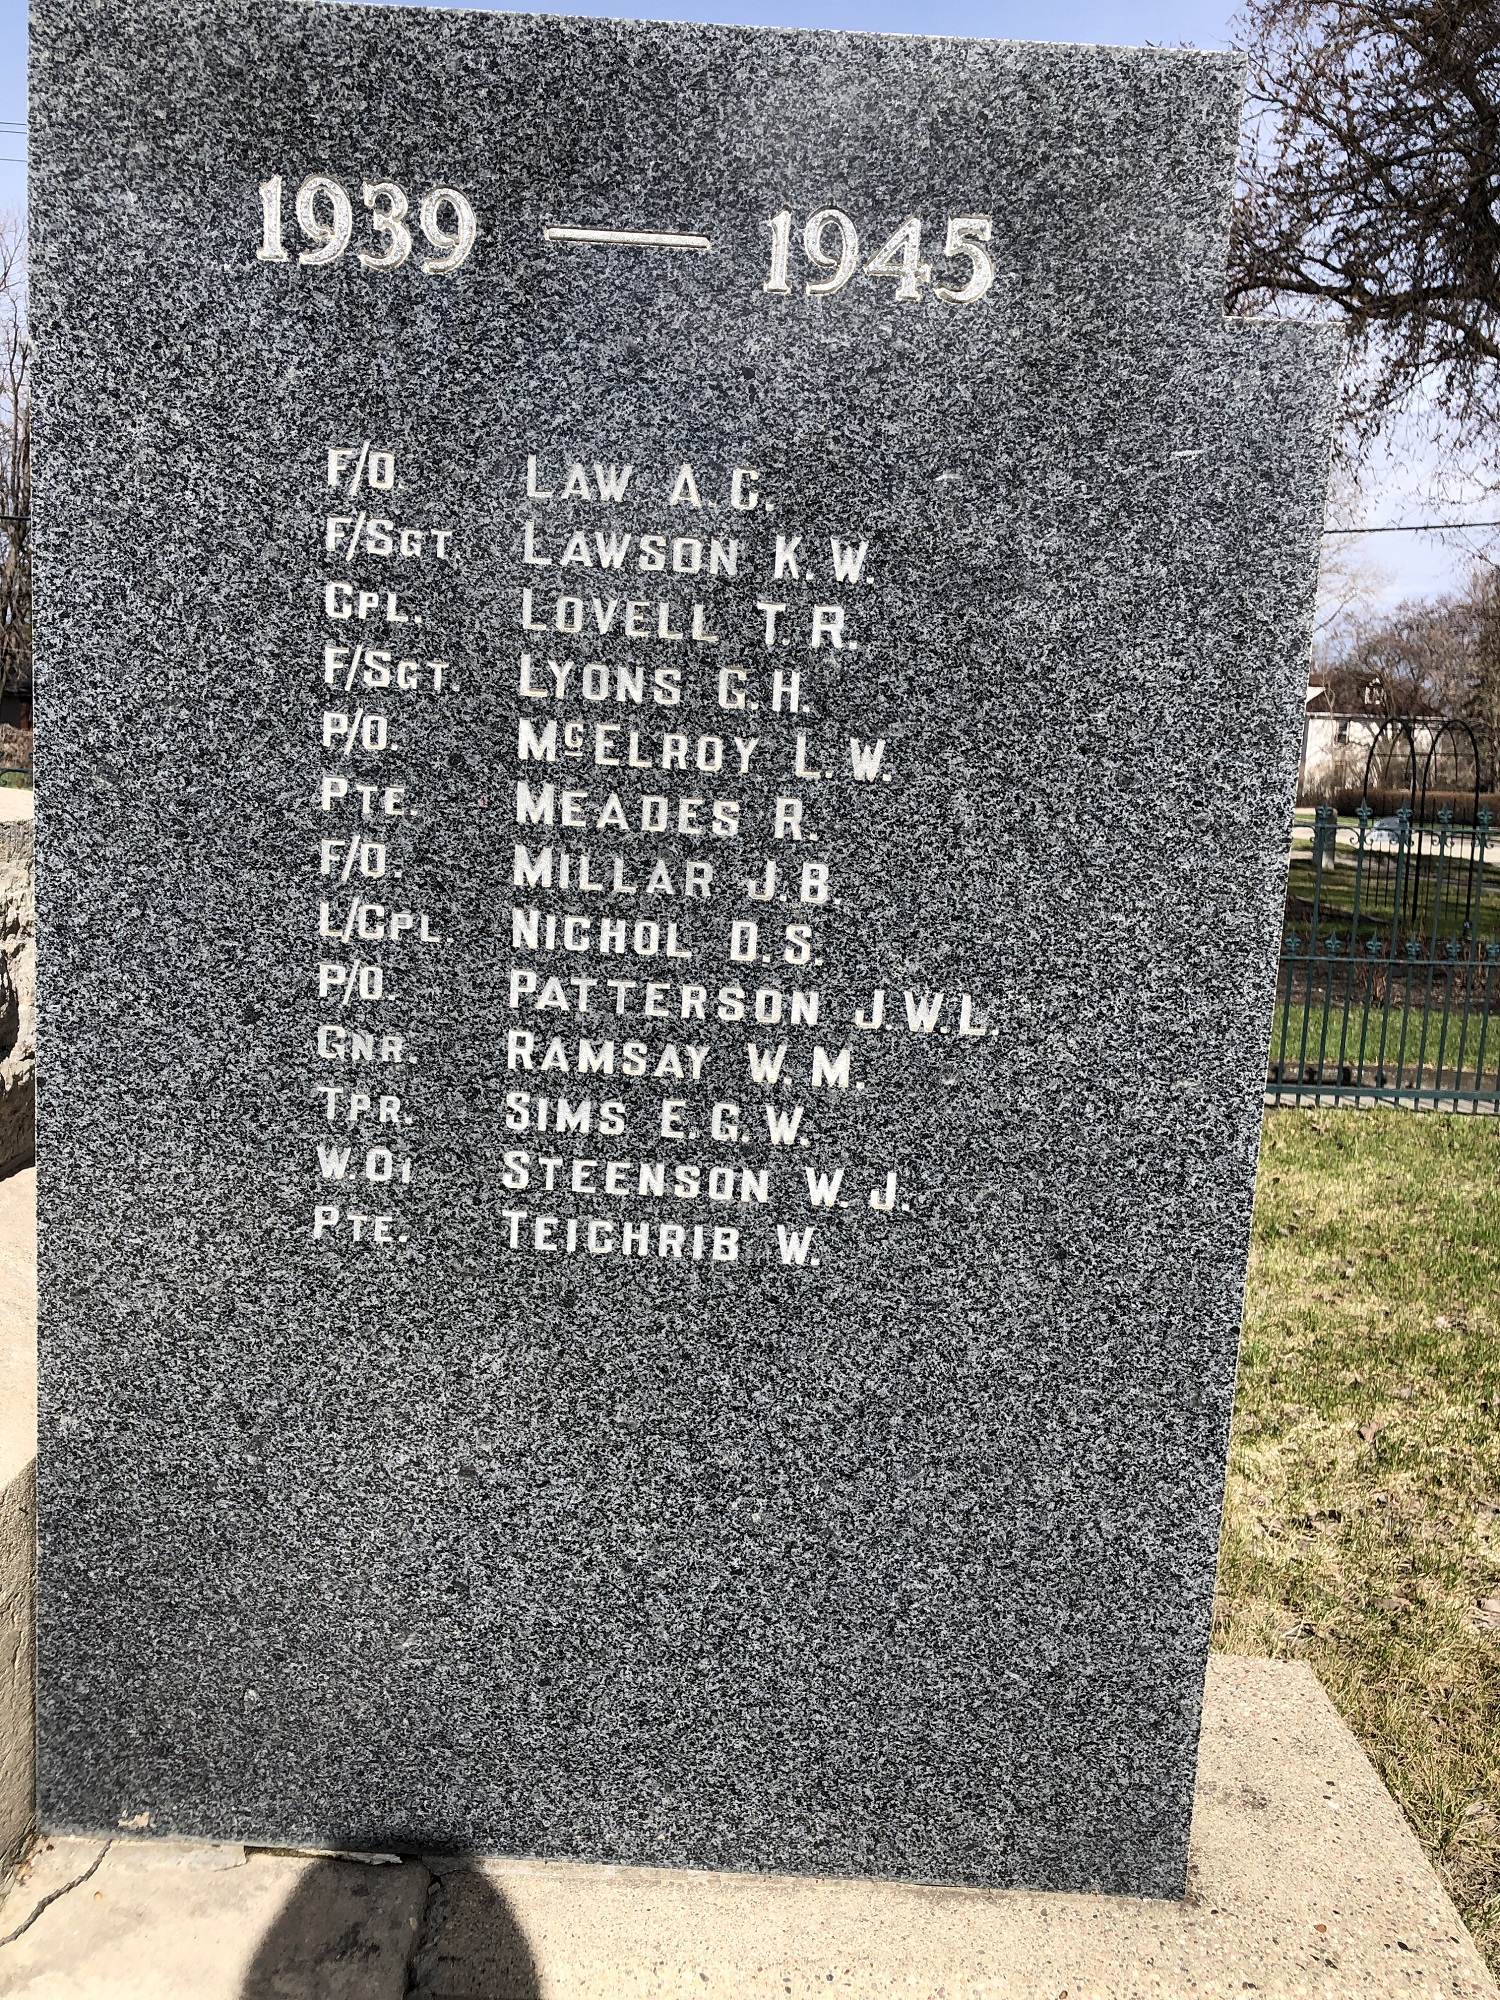 1939 — 1945
F/O LAW A.C.
F/SGT. LAWSON K.W.
CPL. LOVELL T.R.
F/SGT. LYONS G.H.
P/O. McELROY L.W.
PTE. MEADES R.
F/O. MILLAR J.B.
L/CPL. NICHOL D.S.
P/O. PATTERSON J.W.L.
GNR. RAMSAY W.M.
TPR. SIMS E.G.W.
W.O1 STEENSON W.J.
PTE. TEICHRIB W.